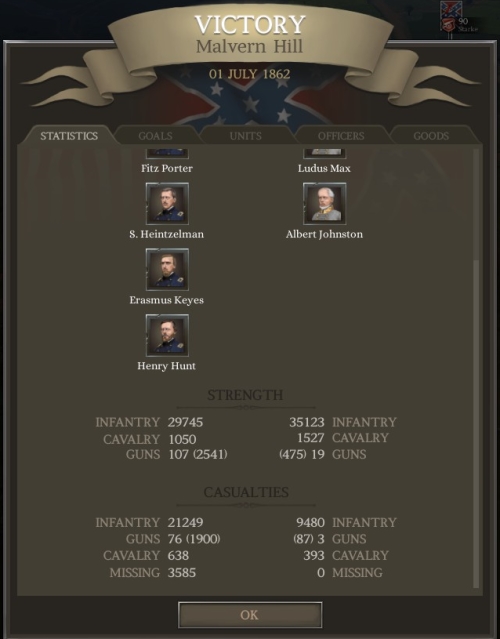 VICTORY
90
Malvern Hill
01 JULY 1862
STATISTICS GOALS UNITS OFFICERS GOODS
Fitz Porter Ludus Max
S. Heintzelman Albert Johnston
Erasmus Keyes
Henry Hunt
STRENGTH
INFANTRY 29745 35123 INFANTRY
CAVALRY 1050 1527 CAVALRY
GUNS 107 (2541) (475) 19 GUNS
CASUALTIES
INFANTRY 21249 9480 INFANTRY
GUNS 76 (1900) (87) 3 GUNS
CAVALRY 638 393 CAVALRY
MISSING 3585 0 MISSING
OK